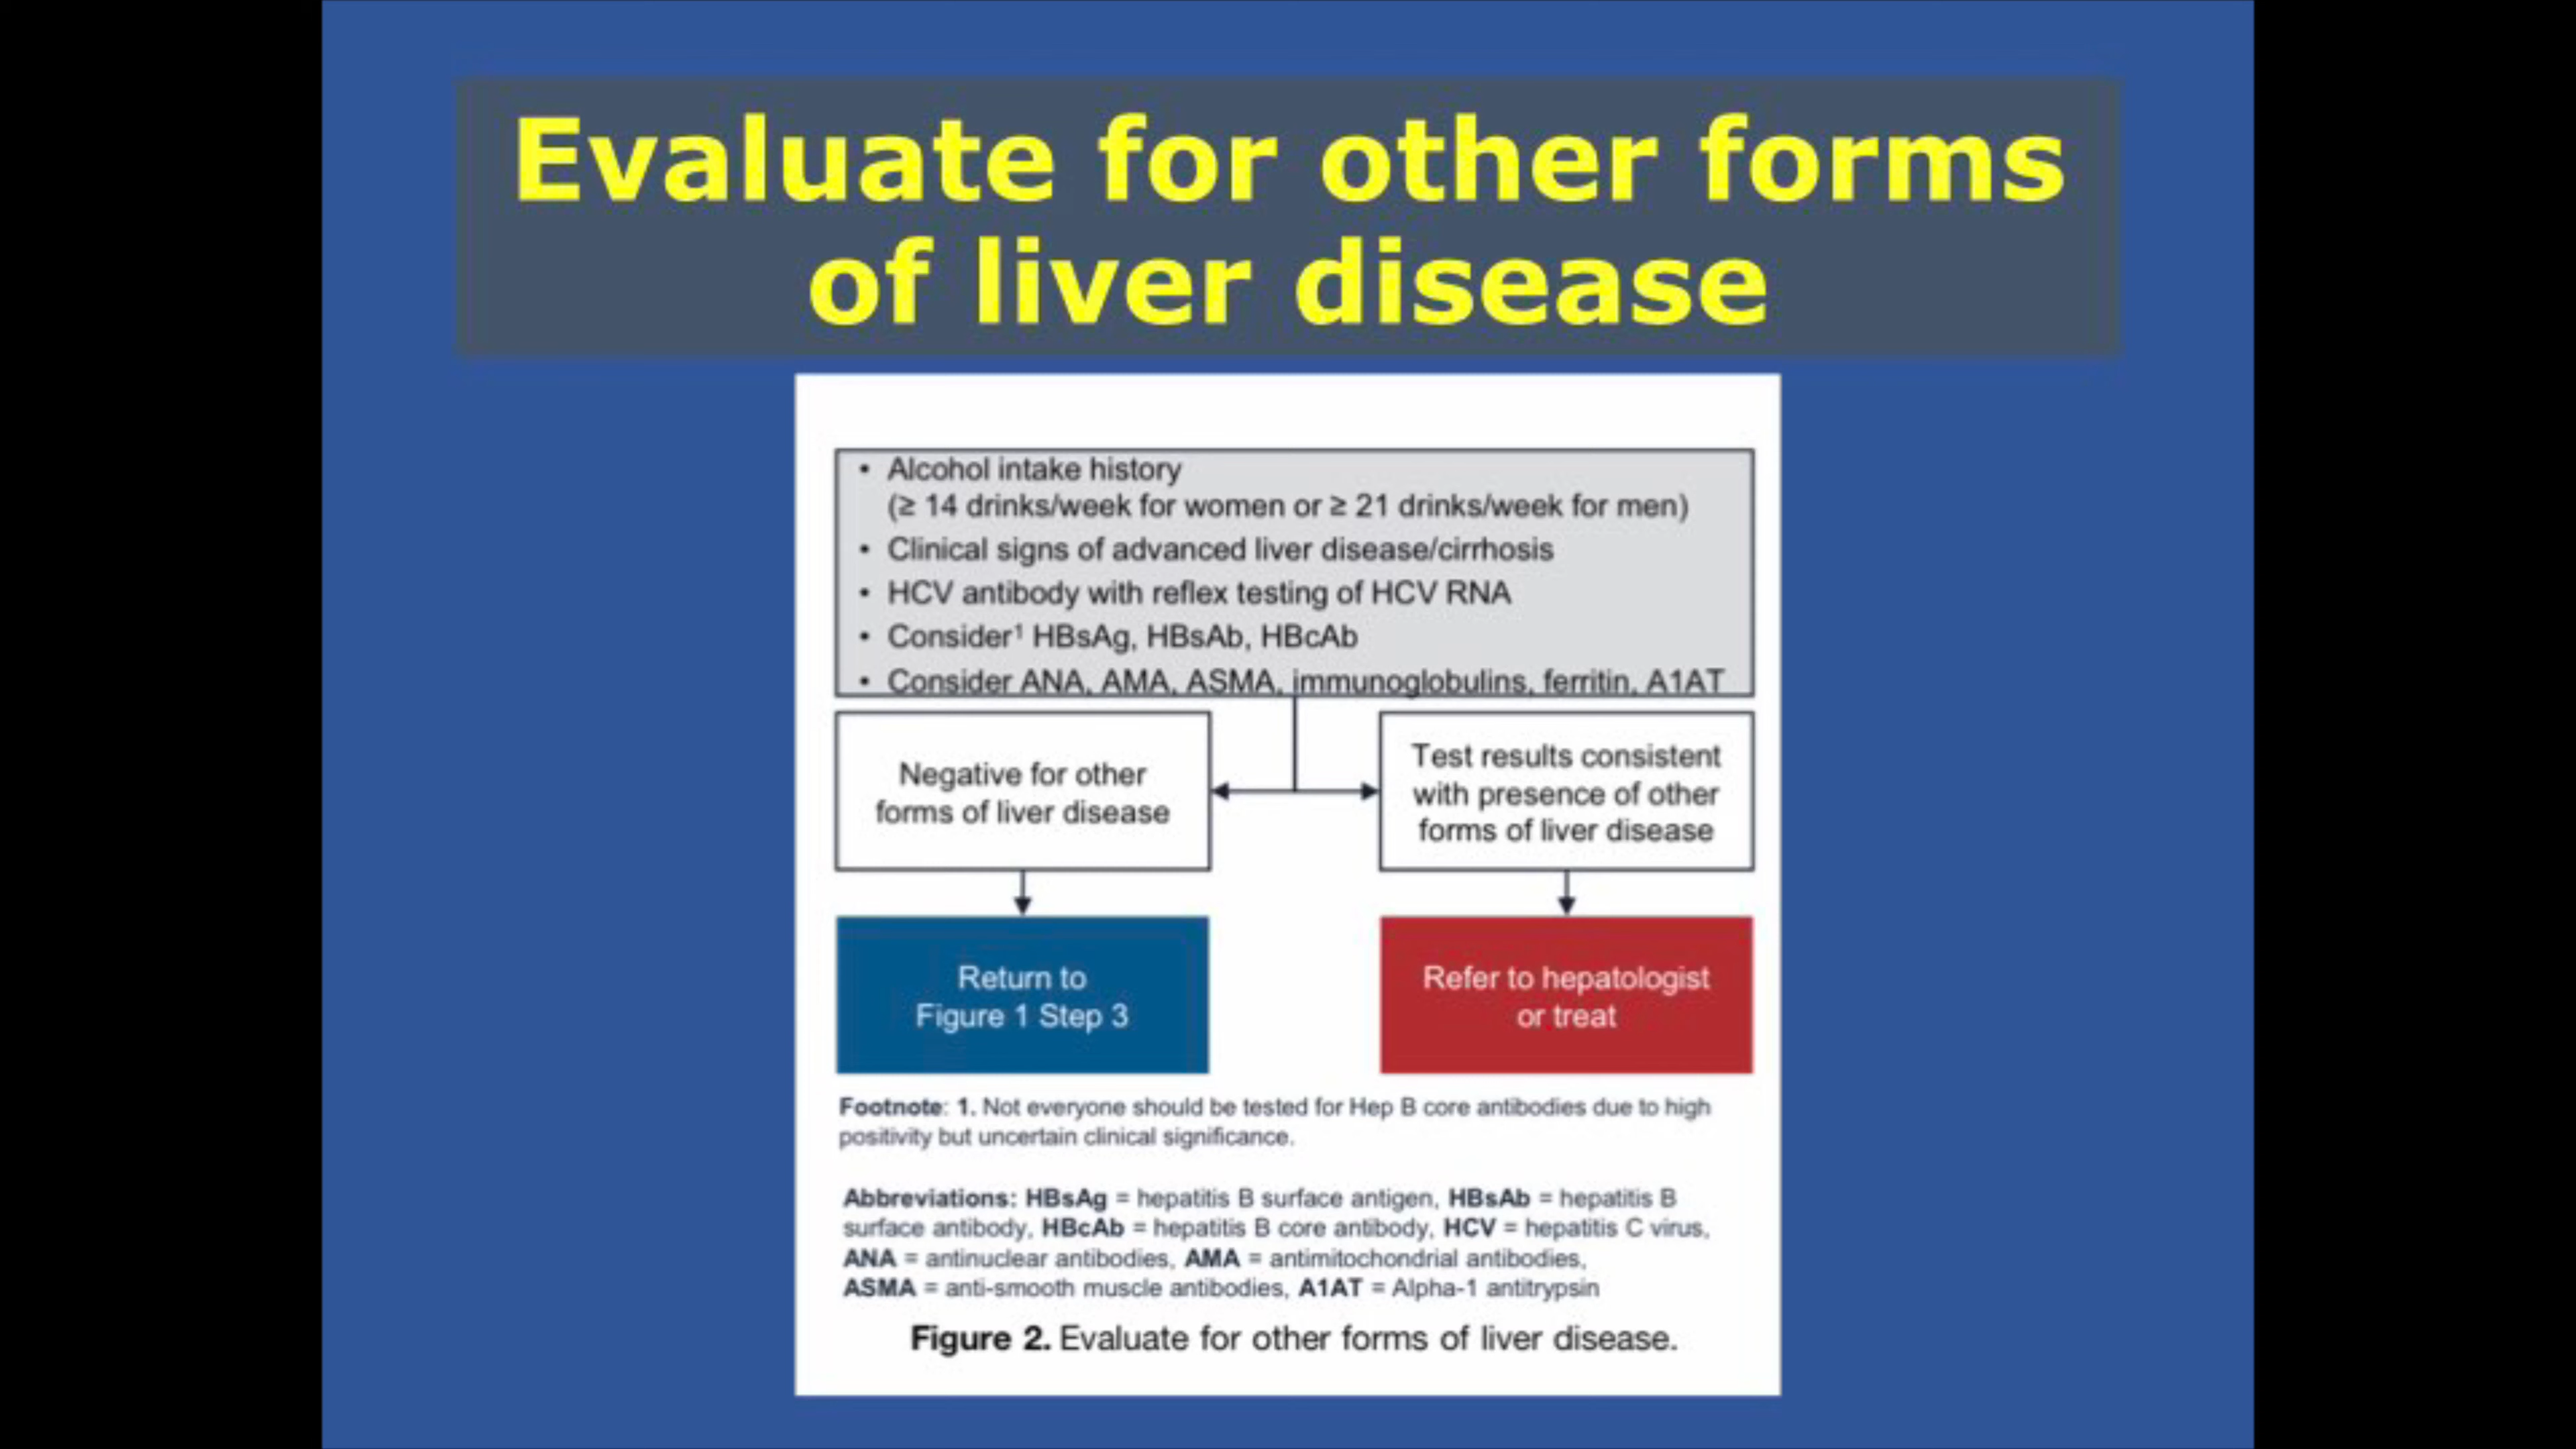 Evaluate for other forms
of liver disease
• Alcohol intake history
(≥ 14 drinks/week for women or ≥ 21 drinks/week for men)
• Clinical signs of advanced liver disease/cirrhosis
• HCV antibody with reflex testing of HCV RNA
• Consider¹ HBsAg, HBsAb, HBcAb
• Consider ANA, AMA, ASMA, immunoglobulins, ferritin, A1AT
Negative for other
forms of liver disease
Test results consistent
with presence of other
forms of liver disease
Return to
Figure 1 Step 3
Refer to hepatologist
or treat
Footnote: 1. Not everyone should be tested for Hep B core antibodies due to high
positivity but uncertain clinical significance.
Abbreviations: HBsAg = hepatitis B surface antigen, HBsAb = hepatitis B
surface antibody, HBcAb = hepatitis B core antibody, HCV = hepatitis C virus,
ANA = antinuclear antibodies, AMA = antimitochondrial antibodies,
ASMA = anti-smooth muscle antibodies, A1AT = Alpha-1 antitrypsin
Figure 2. Evaluate for other forms of liver disease.